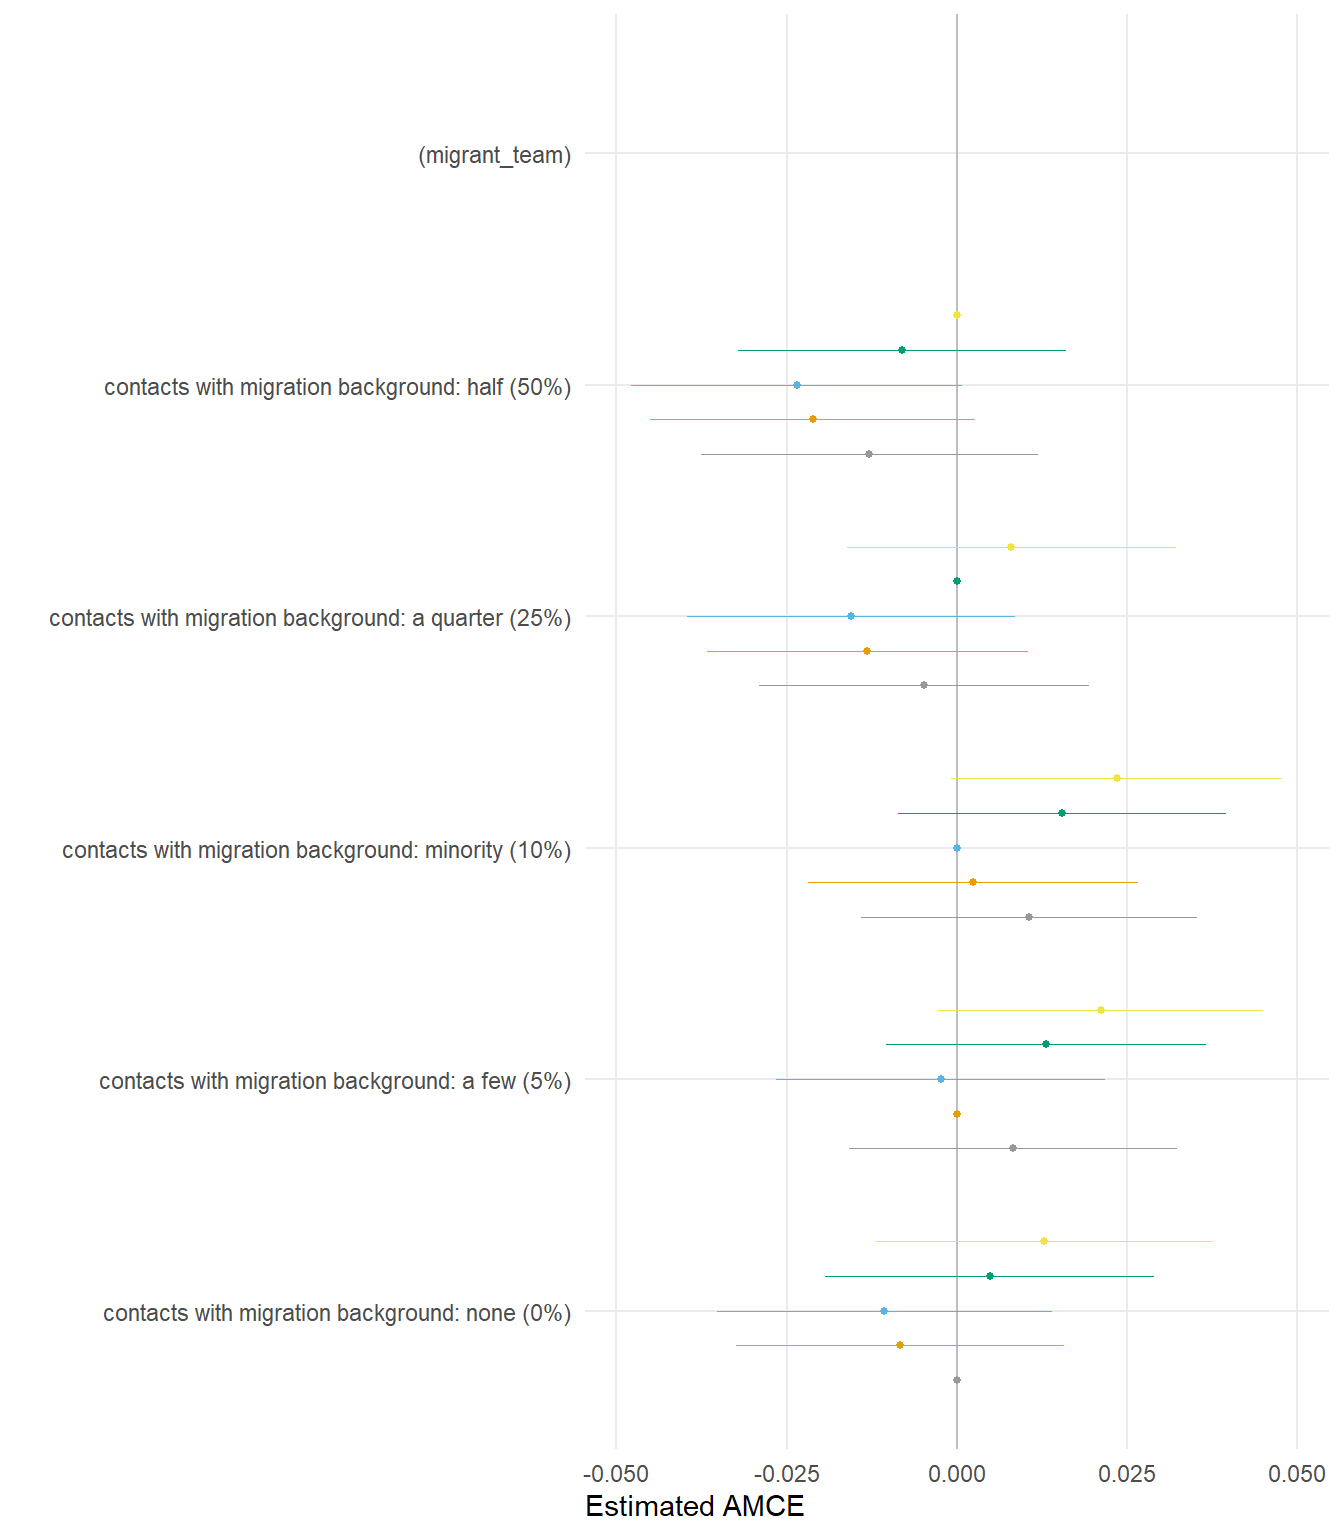 (migrant_team)
contacts with migration background: half (50%)
contacts with migration background: a quarter (25%)
contacts with migration background: minority (10%)
contacts with migration background: a few (5%)
contacts with migration background: none (0%)
-0.050 -0.025 0.000 0.025 0.050
Estimated AMCE